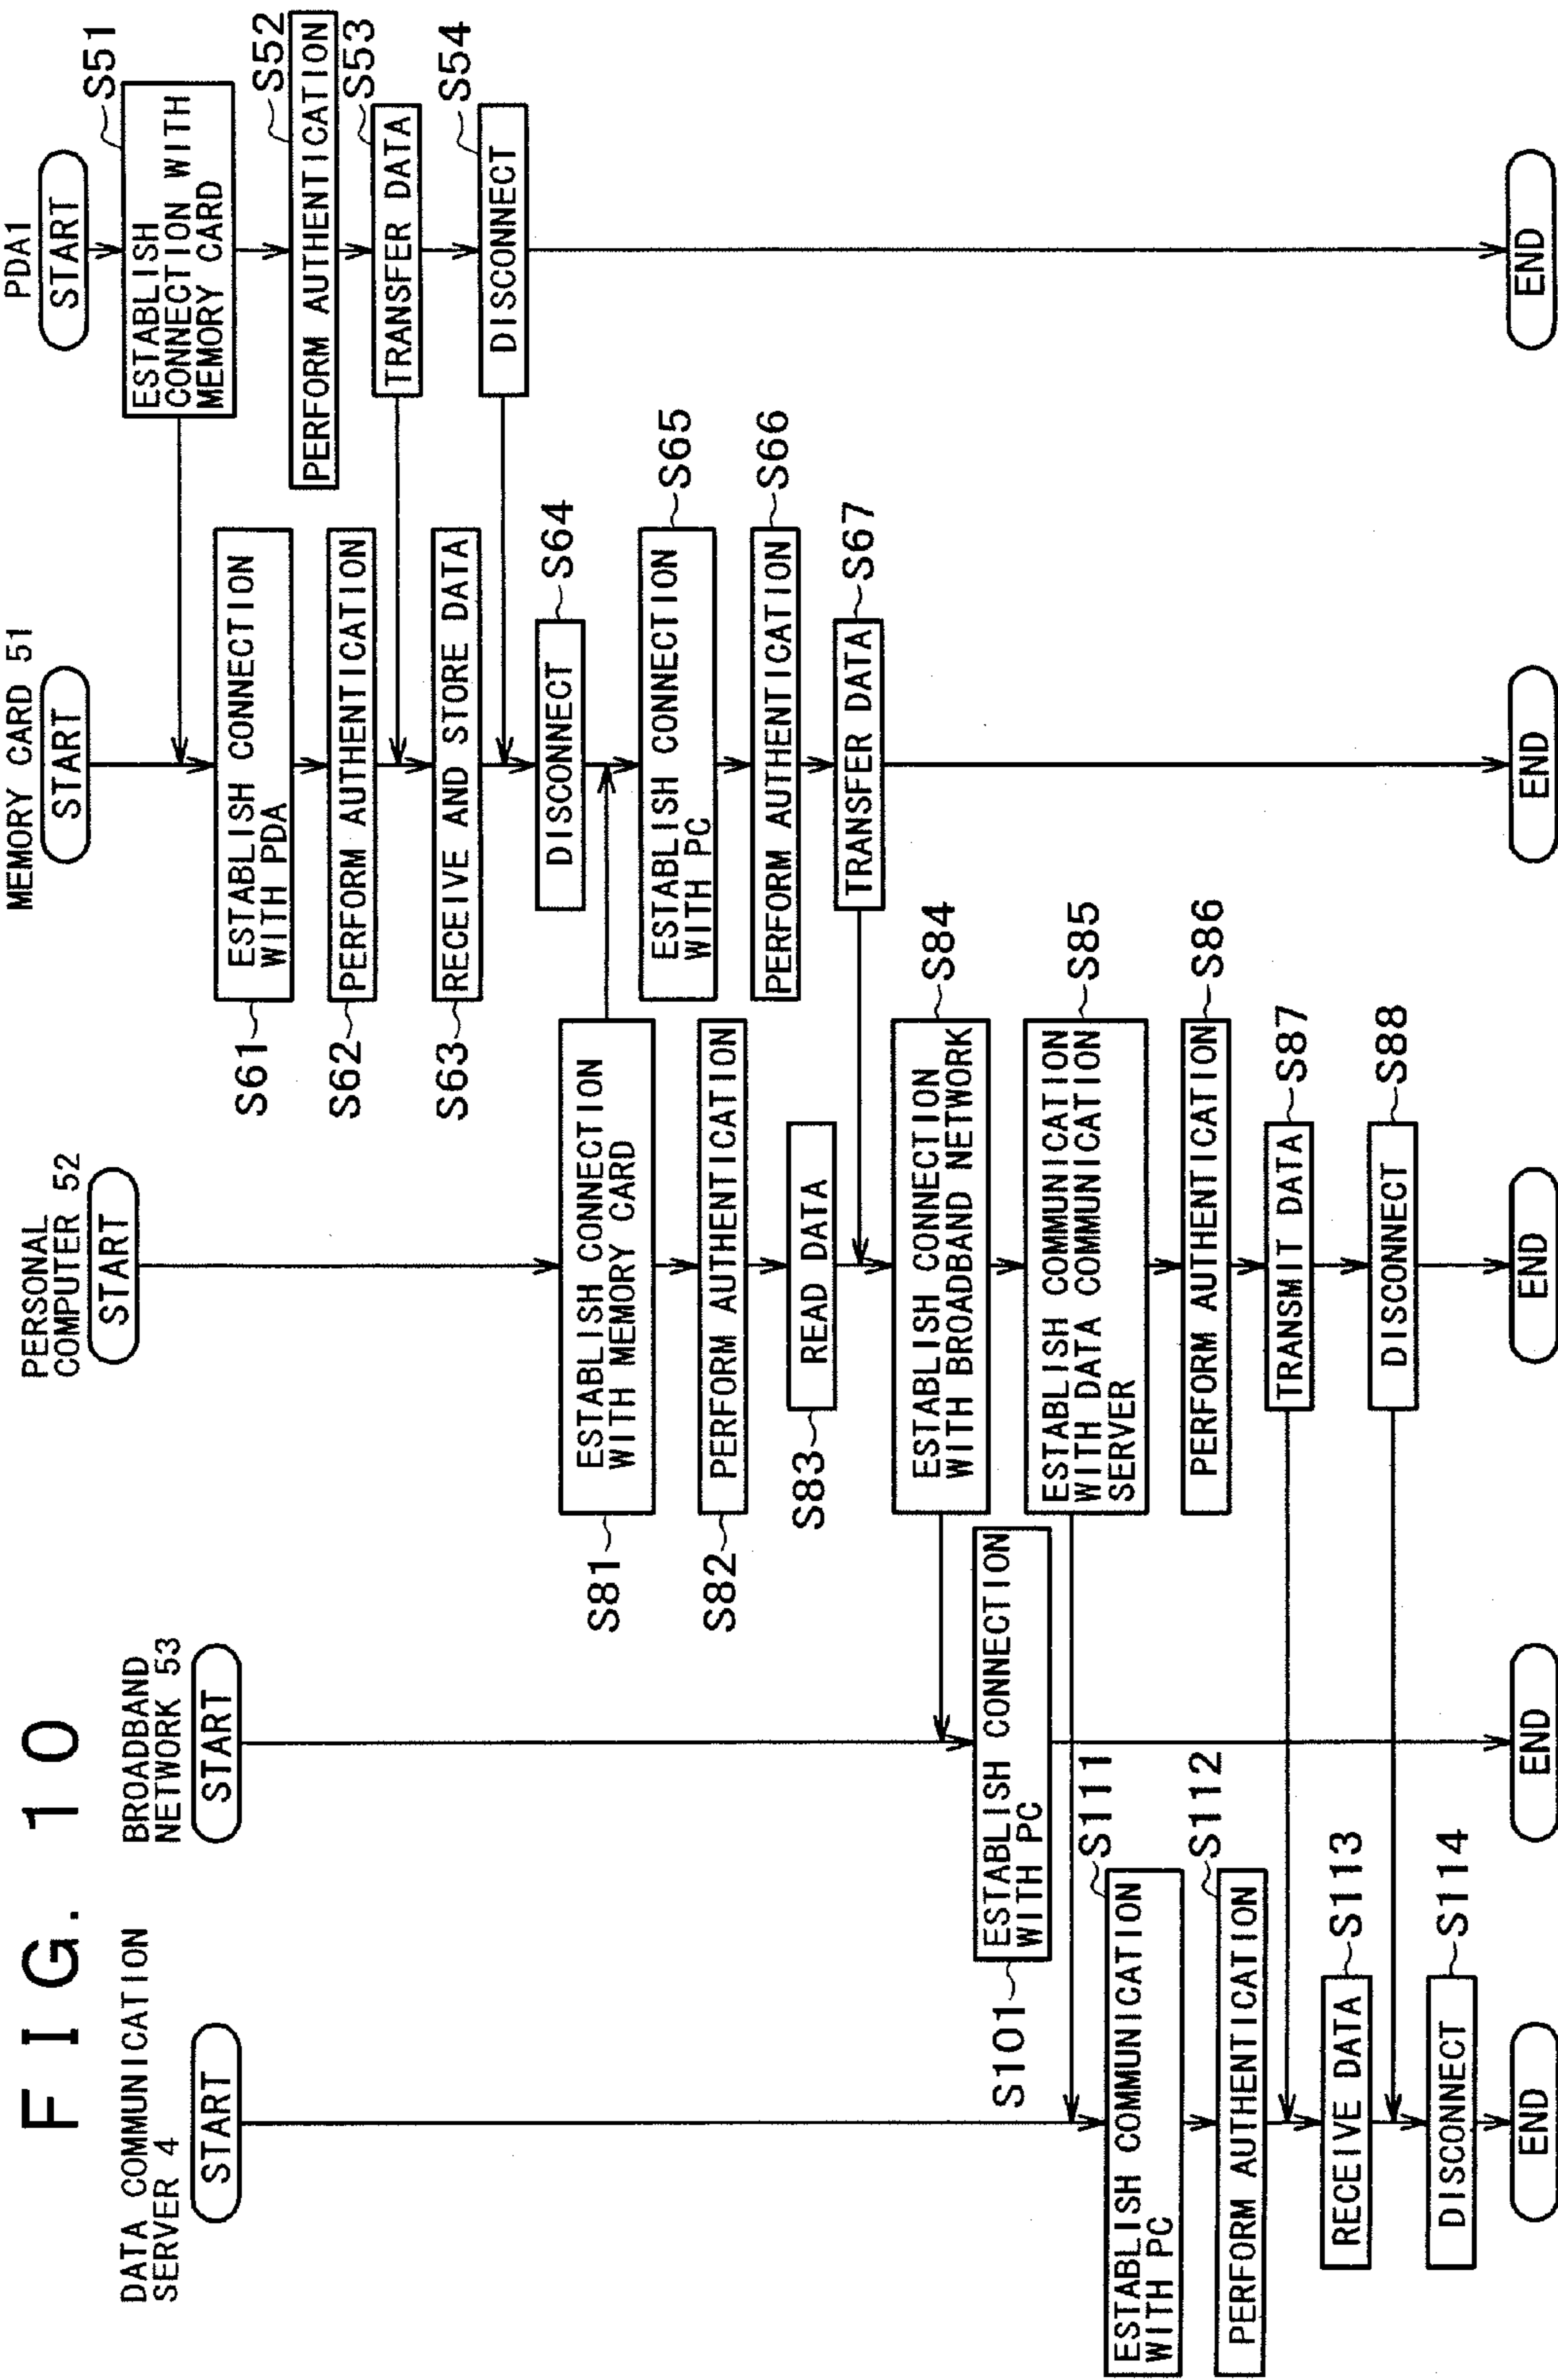 FIG. 10
DATA COMMUNICATION
SERVER 4
START
ESTABLISH COMMUNICATION
WITH PC
S111
PERFORM AUTHENTICATION
S112
RECEIVE DATA
S113
DISCONNECT
S114
END
BROADBAND
NETWORK 53
START
ESTABLISH CONNECTION
WITH PC
S101
END
PERSONAL
COMPUTER 52
START
ESTABLISH CONNECTION
WITH MEMORY CARD
S81
PERFORM AUTHENTICATION
S82
READ DATA
S83
ESTABLISH CONNECTION
WITH BROADBAND NETWORK
S84
ESTABLISH COMMUNICATION
WITH DATA COMMUNICATION
SERVER
S85
PERFORM AUTHENTICATION
S86
TRANSMIT DATA
S87
DISCONNECT
S88
END
MEMORY CARD 51
START
ESTABLISH CONNECTION
WITH PDA
S61
PERFORM AUTHENTICATION
S62
RECEIVE AND STORE DATA
S63
DISCONNECT
S64
ESTABLISH CONNECTION
WITH PC
S65
PERFORM AUTHENTICATION
S66
TRANSFER DATA
S67
END
PDA1
START
ESTABLISH
CONNECTION WITH
MEMORY CARD
S51
PERFORM AUTHENTICATION
S52
TRANSFER DATA
S53
DISCONNECT
S54
END